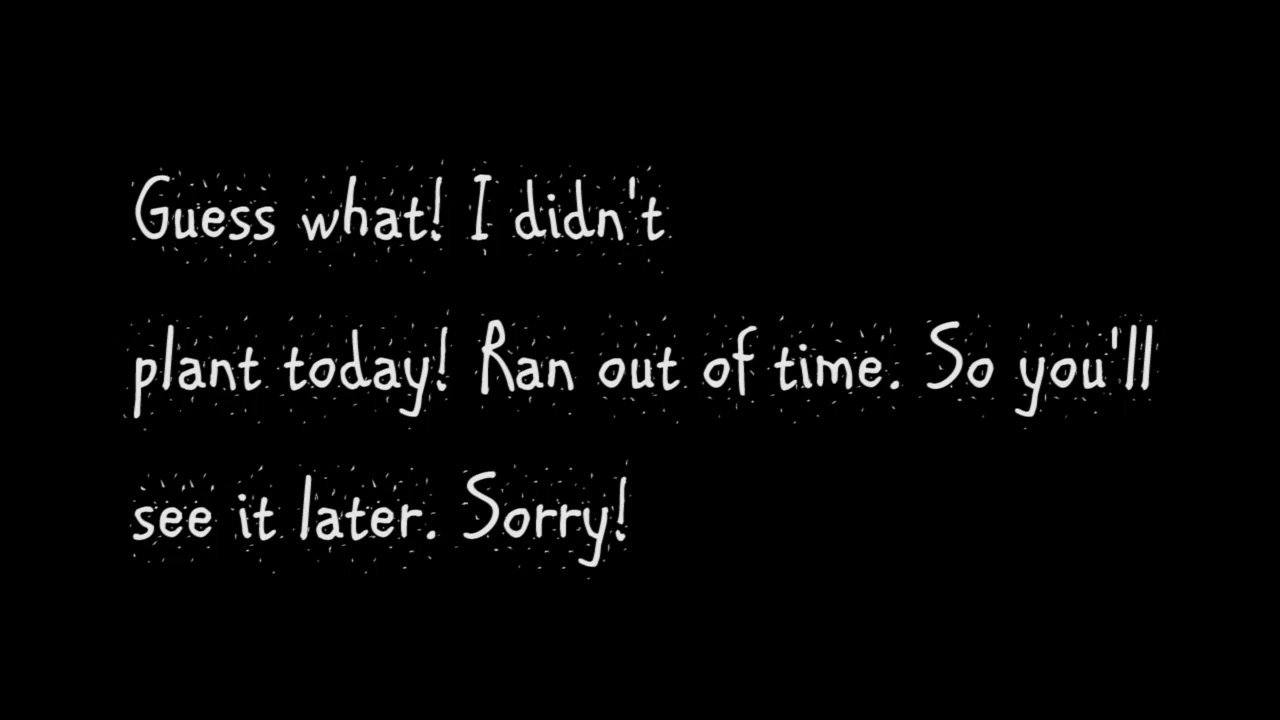 Guess what! I didn't
plant today! Ran out of time. So you'll
see it later. Sorry!